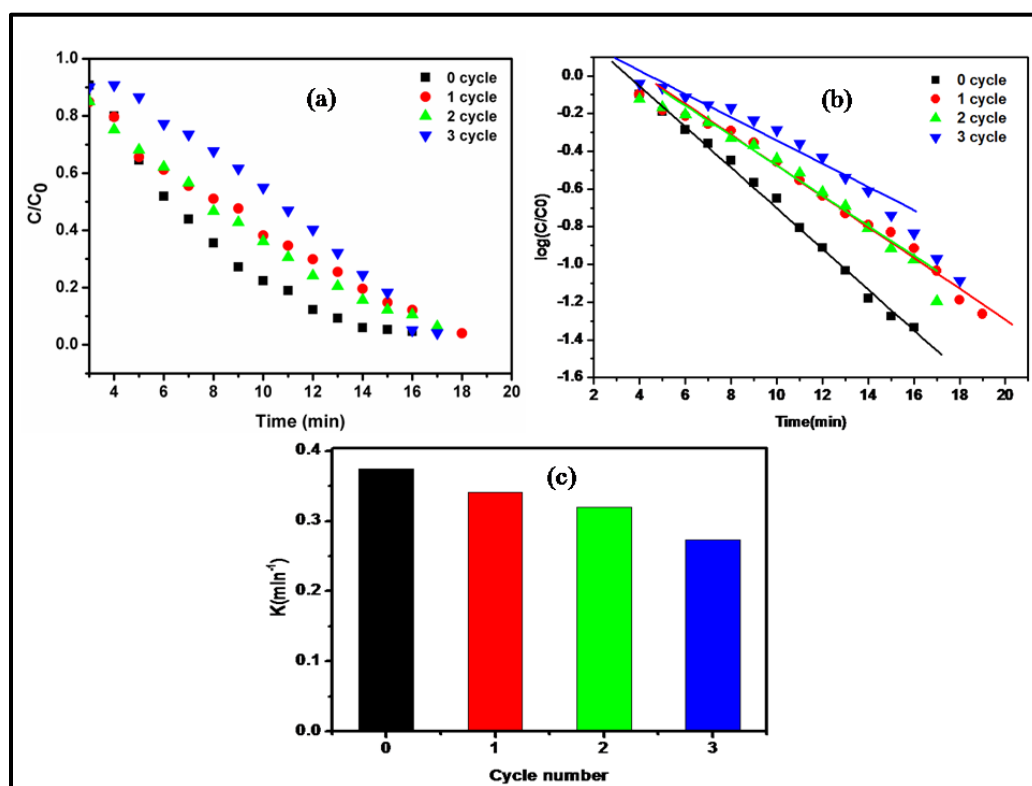 (a)
0 cycle
1 cycle
2 cycle
3 cycle
C/C0
1.0
0.8
0.6
0.4
0.2
0.0
4 6 8 10 12 14 16 18 20
Time (min)
(b)
0 cycle
1 cycle
2 cycle
3 cycle
log(C/C0)
0.0
-0.2
-0.4
-0.6
-0.8
-1.0
-1.2
-1.4
-1.6
2 4 6 8 10 12 14 16 18 20
Time(min)
(c)
K(min-1)
0.4
0.3
0.2
0.1
0.0
0 1 2 3
Cycle number